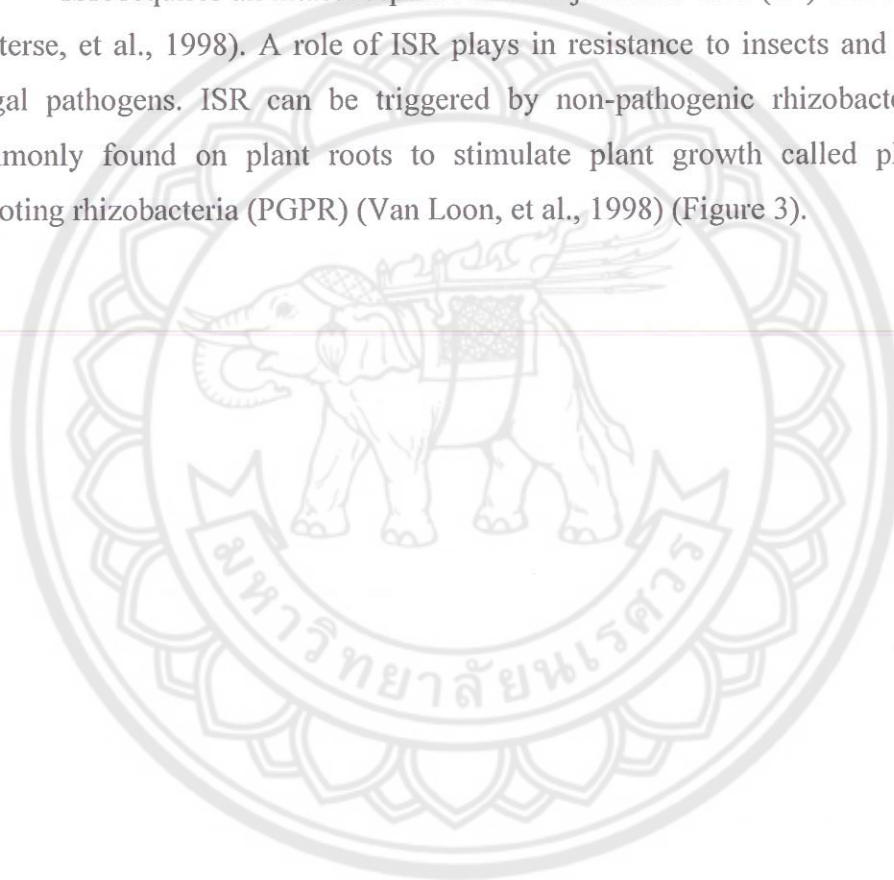 terse, et al., 1998). A role of ISR plays in resistance to insects and
gal pathogens. ISR can be triggered by non-pathogenic rhizobacte
monly found on plant roots to stimulate plant growth called pl
oting rhizobacteria (PGPR) (Van Loon, et al., 1998) (Figure 3).
มหาวิทยาลัยนเรศวร